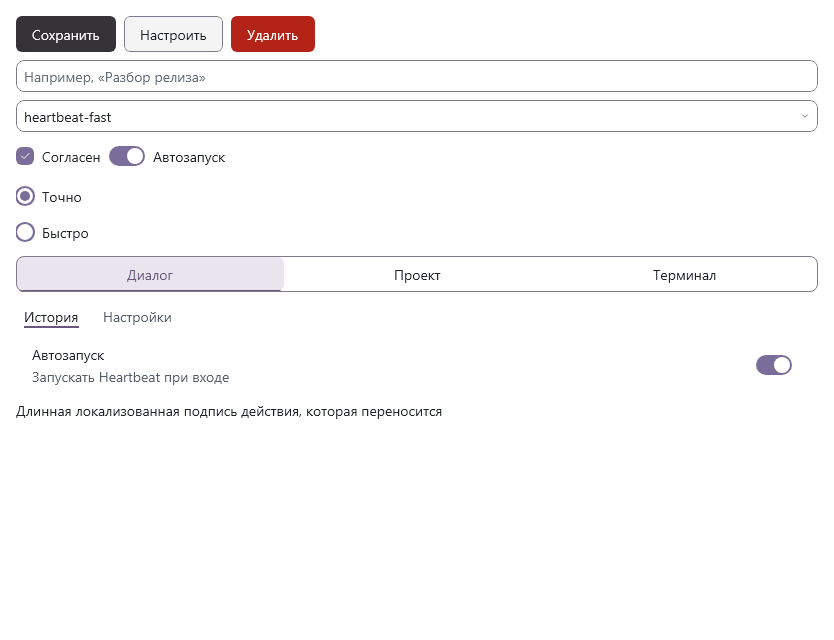 Сохранить Настроить Удалить
Например, «Разбор релиза»
heartbeat-fast
Согласен Автозапуск
Точно
Быстро
Диалог Проект Терминал
История Настройки
Автозапуск
Запускать Heartbeat при входе
Длинная локализованная подпись действия, которая переносится